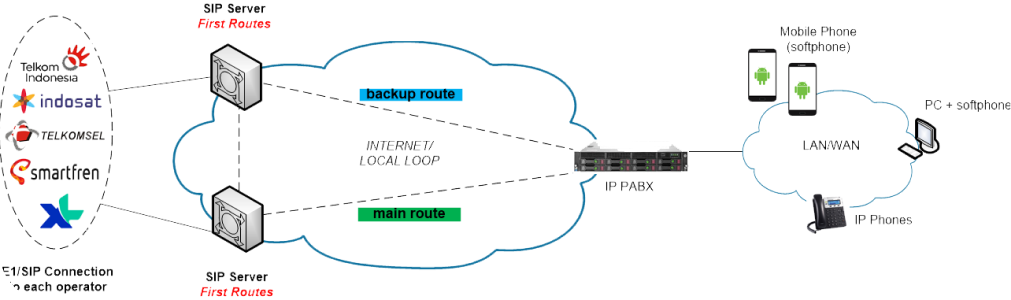 SIP Server
First Routes
Telkom
Indonesia
indosat
TELKOMSEL
smartfren
XL
E1/SIP Connection
to each operator
backup route
INTERNET/
LOCAL LOOP
main route
SIP Server
First Routes
IP PABX
Mobile Phone
(softphone)
PC + softphone
LAN/WAN
IP Phones